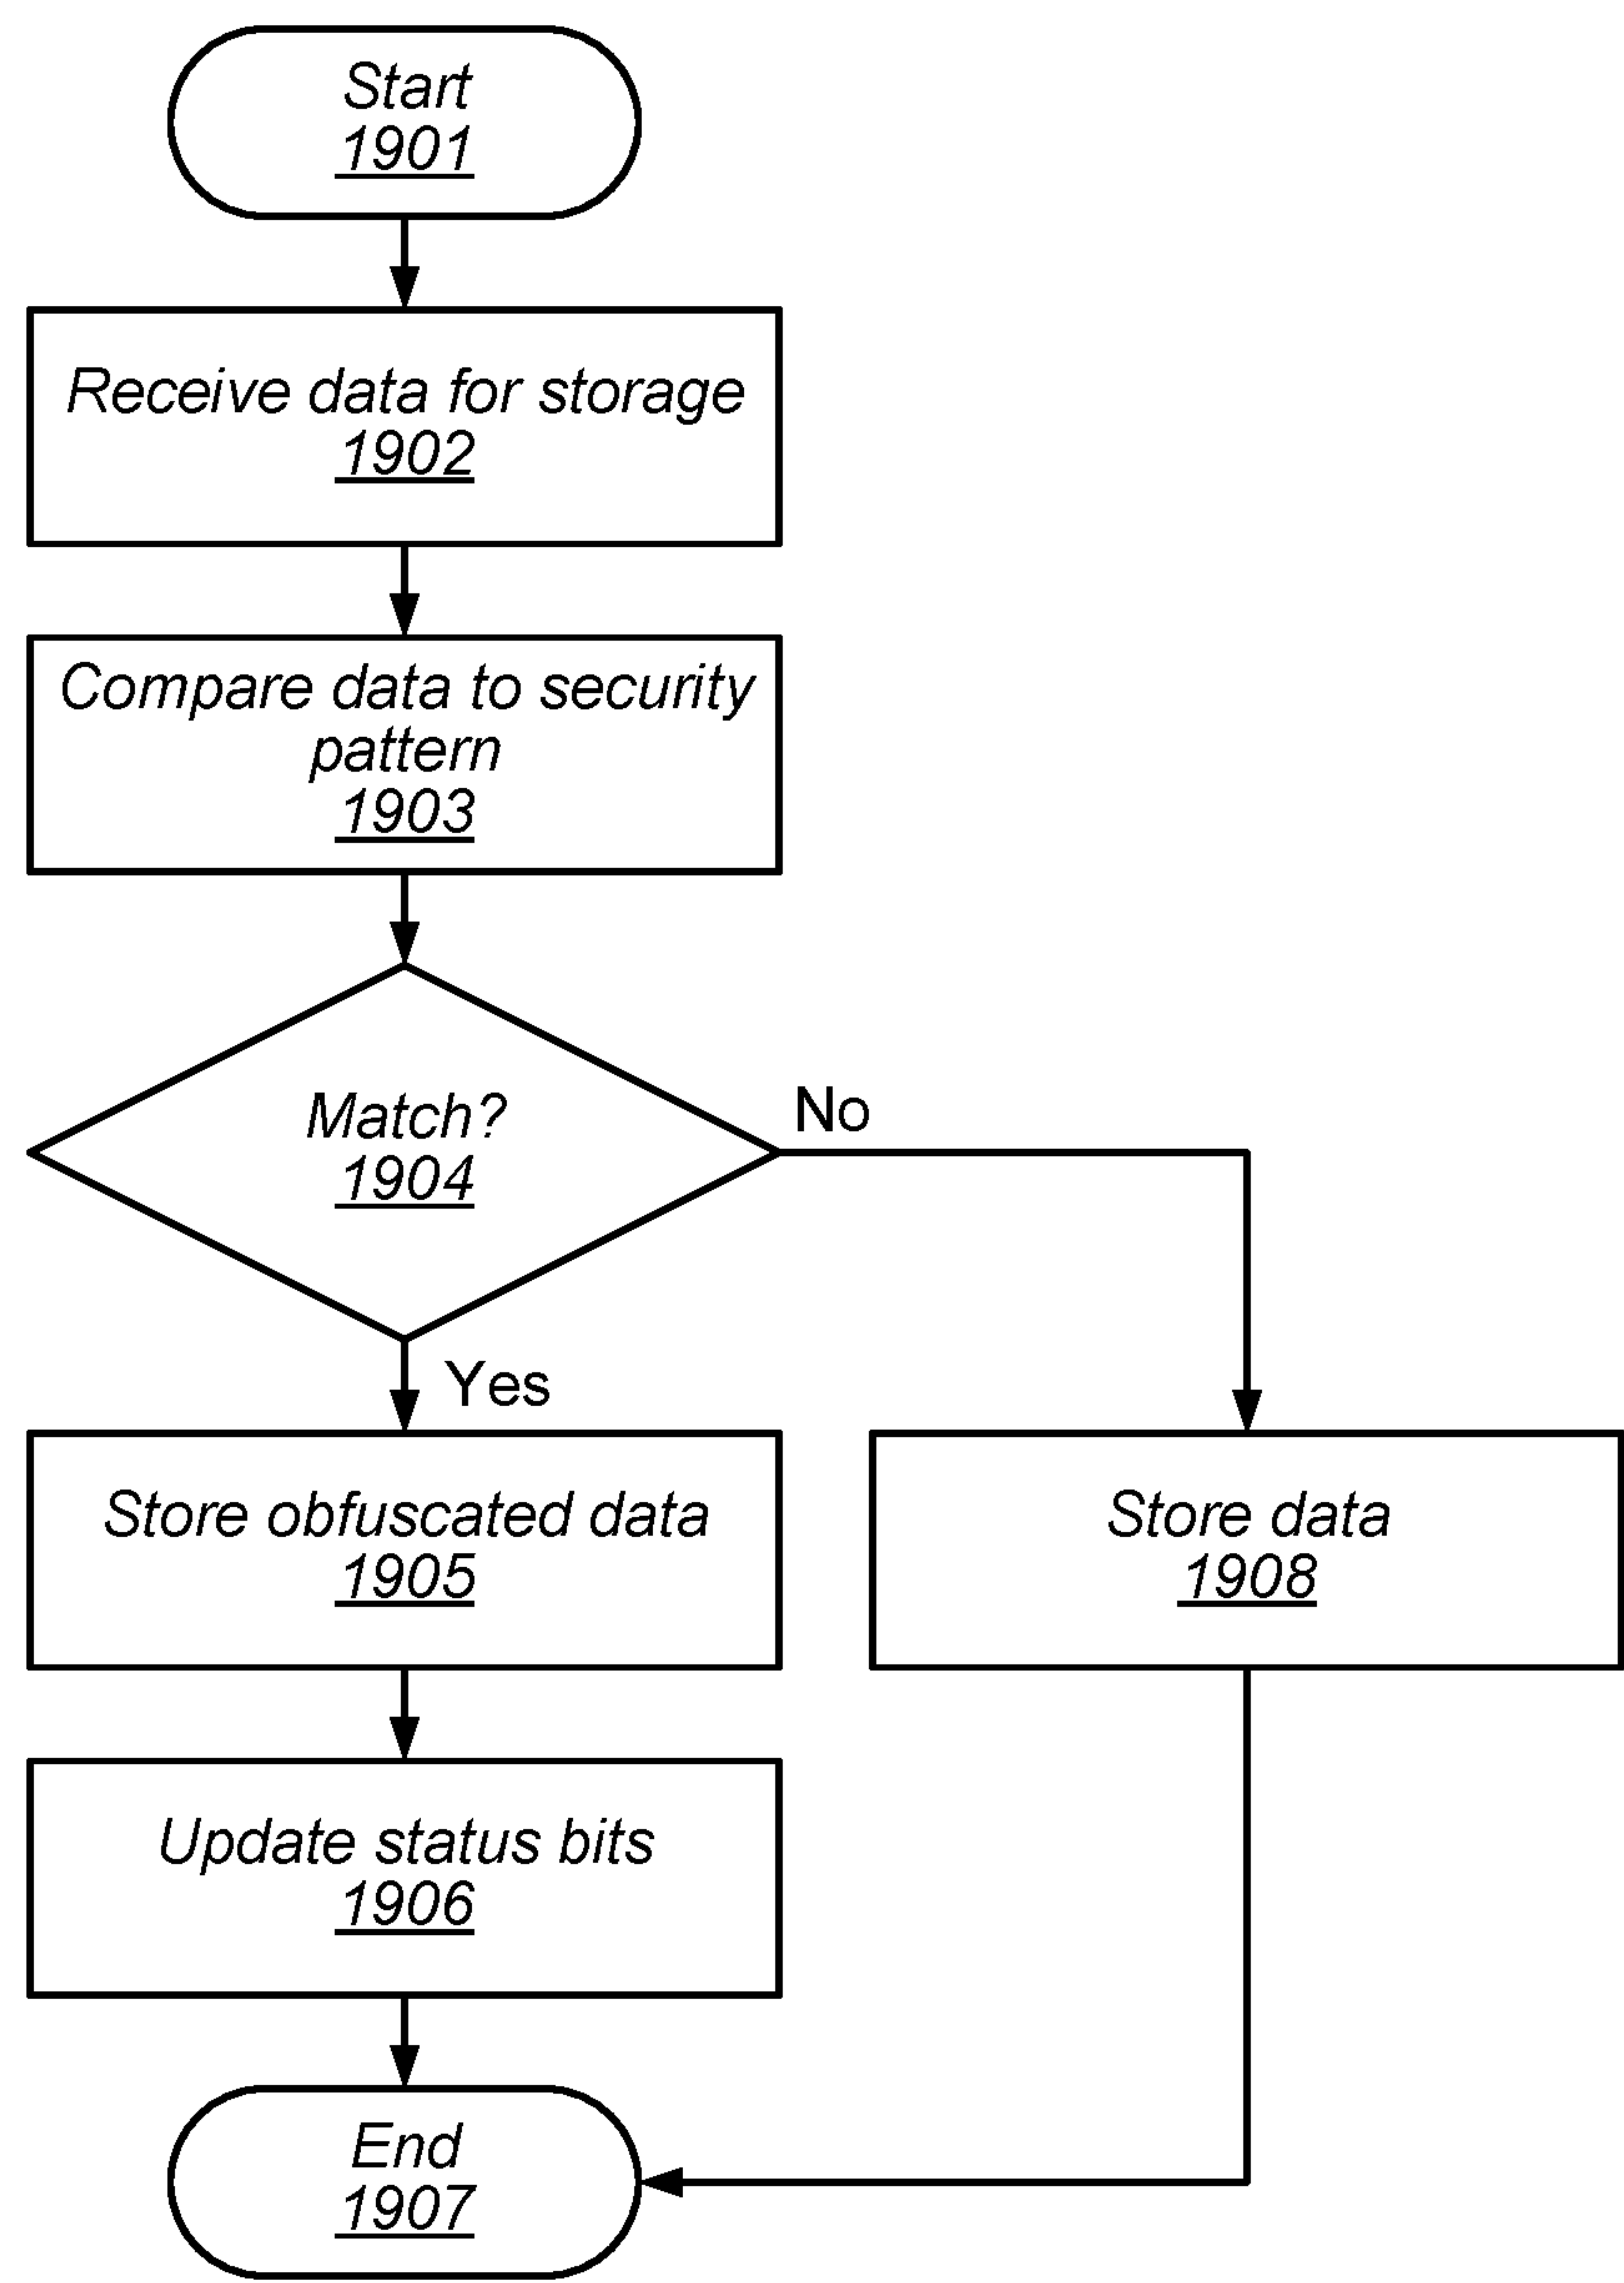 Start
1901
Receive data for storage
1902
Compare data to security
pattern
1903
Match?
1904
No
Yes
Store obfuscated data
1905
Store data
1908
Update status bits
1906
End
1907